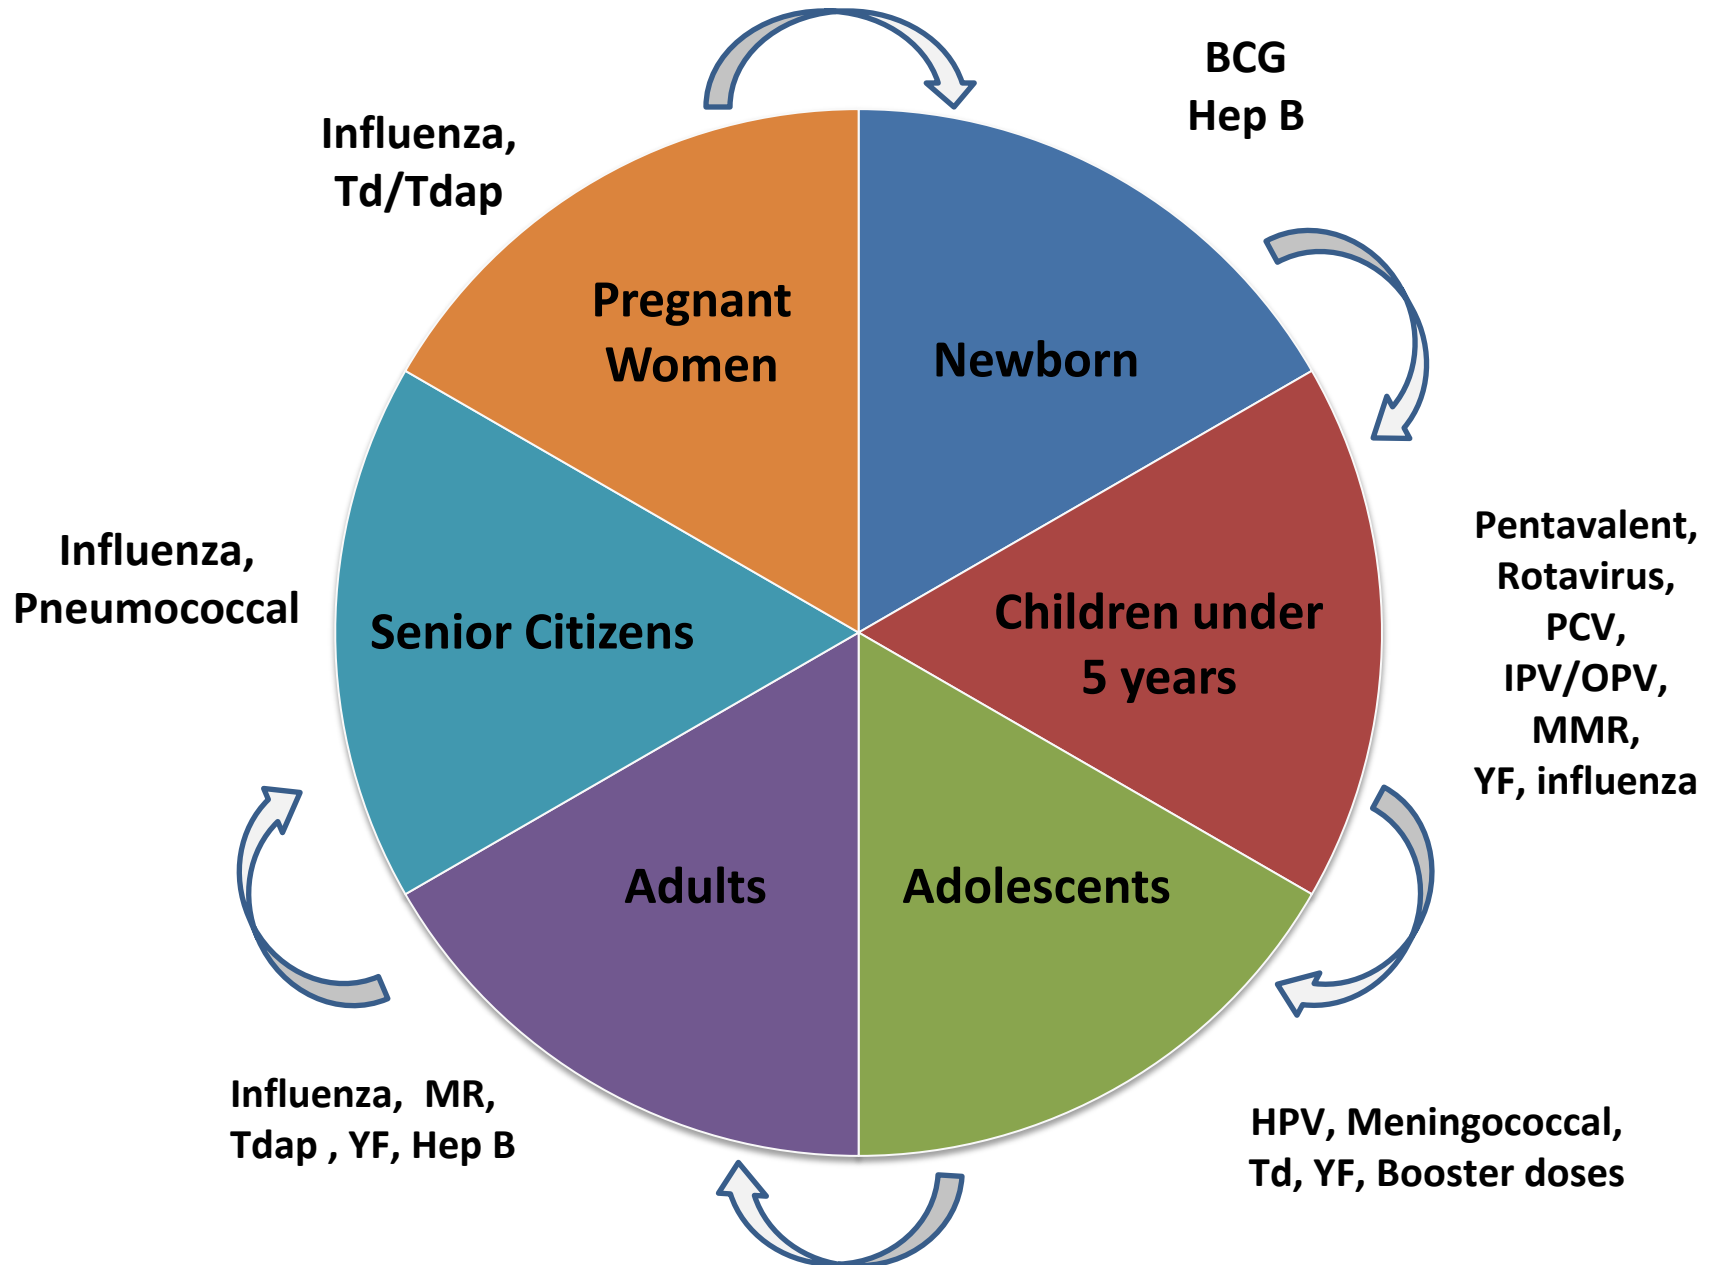 BCG
Hep B
Influenza,
Td/Tdap
Pregnant
Women
Newborn
Pentavalent,
Rotavirus,
PCV,
IPV/OPV,
MMR,
YF, influenza
Influenza,
Pneumococcal
Senior Citizens
Children under
5 years
Adults
Adolescents
Influenza,  MR,
Tdap , YF, Hep B
HPV, Meningococcal,
Td, YF, Booster doses